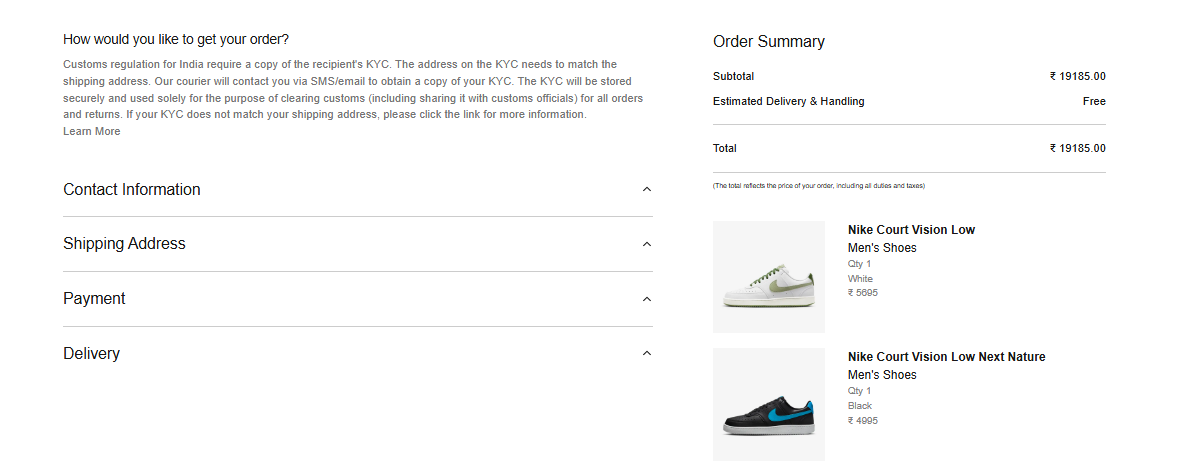 How would you like to get your order?
Customs regulation for India require a copy of the recipient's KYC. The address on the KYC needs to match the
shipping address. Our courier will contact you via SMS/email to obtain a copy of your KYC. The KYC will be stored
securely and used solely for the purpose of clearing customs (including sharing it with customs officials) for all orders
and returns. If your KYC does not match your shipping address, please click the link for more information.
Learn More
Contact Information
Shipping Address
Payment
Delivery
Order Summary
Subtotal ₹ 19185.00
Estimated Delivery & Handling Free
Total ₹ 19185.00
(The total reflects the price of your order, including all duties and taxes)
Nike Court Vision Low
Men's Shoes
Qty 1
White
₹ 5695
Nike Court Vision Low Next Nature
Men's Shoes
Qty 1
Black
₹ 4995